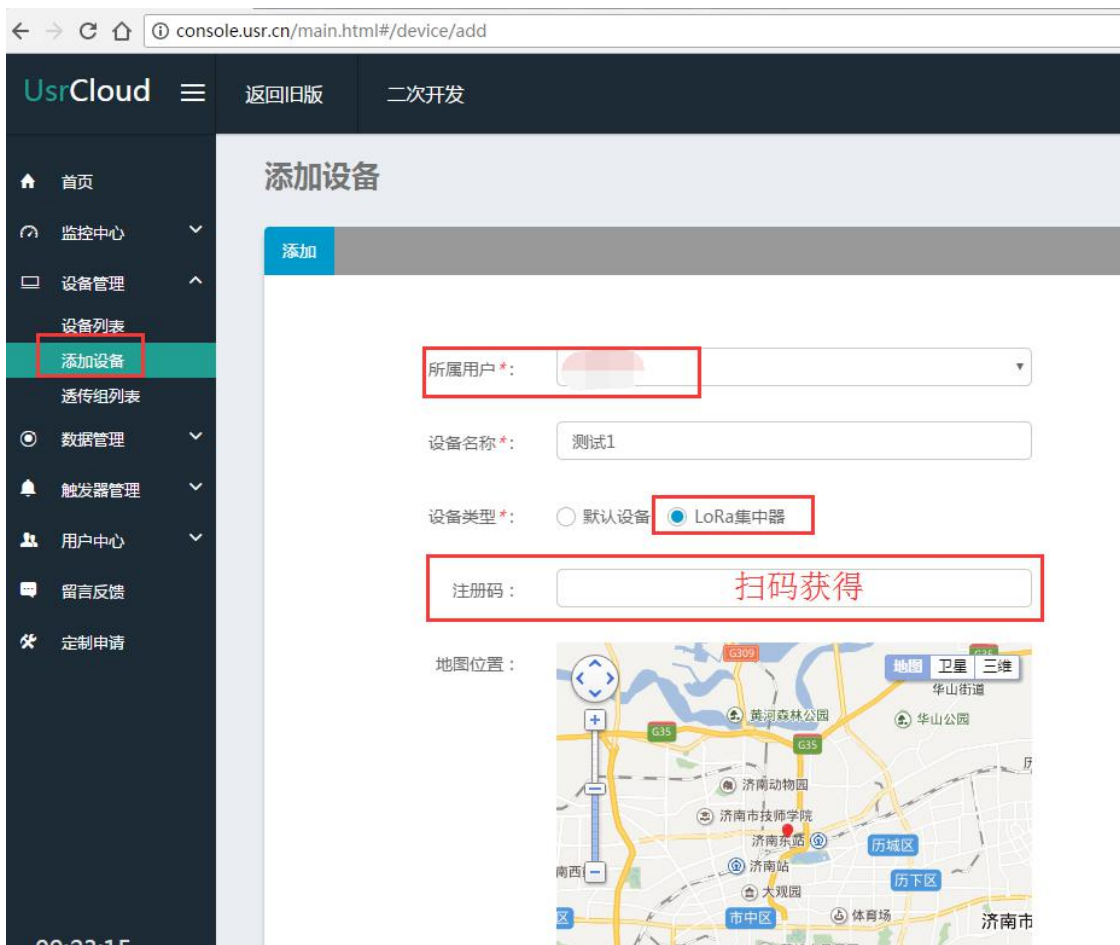 console.usr.cn/main.html#/device/add
UsrCloud 返回旧版 二次开发
首页
监控中心
设备管理
设备列表
添加设备
透传组列表
数据管理
触发器管理
用户中心
留言反馈
定制申请
添加设备
添加
所属用户*:
设备名称*: 测试1
设备类型*: 默认设备 LoRa集中器
注册码: 扫码获得
地图位置:
G309
地图 卫星 三维
华山街道
黄河森林公园
华山公园
G35
G35
济南动物园
济南市技师学院
济南东站
历城区
济南站
南西
历下区
大观园
区
市中区
体育场
济南市